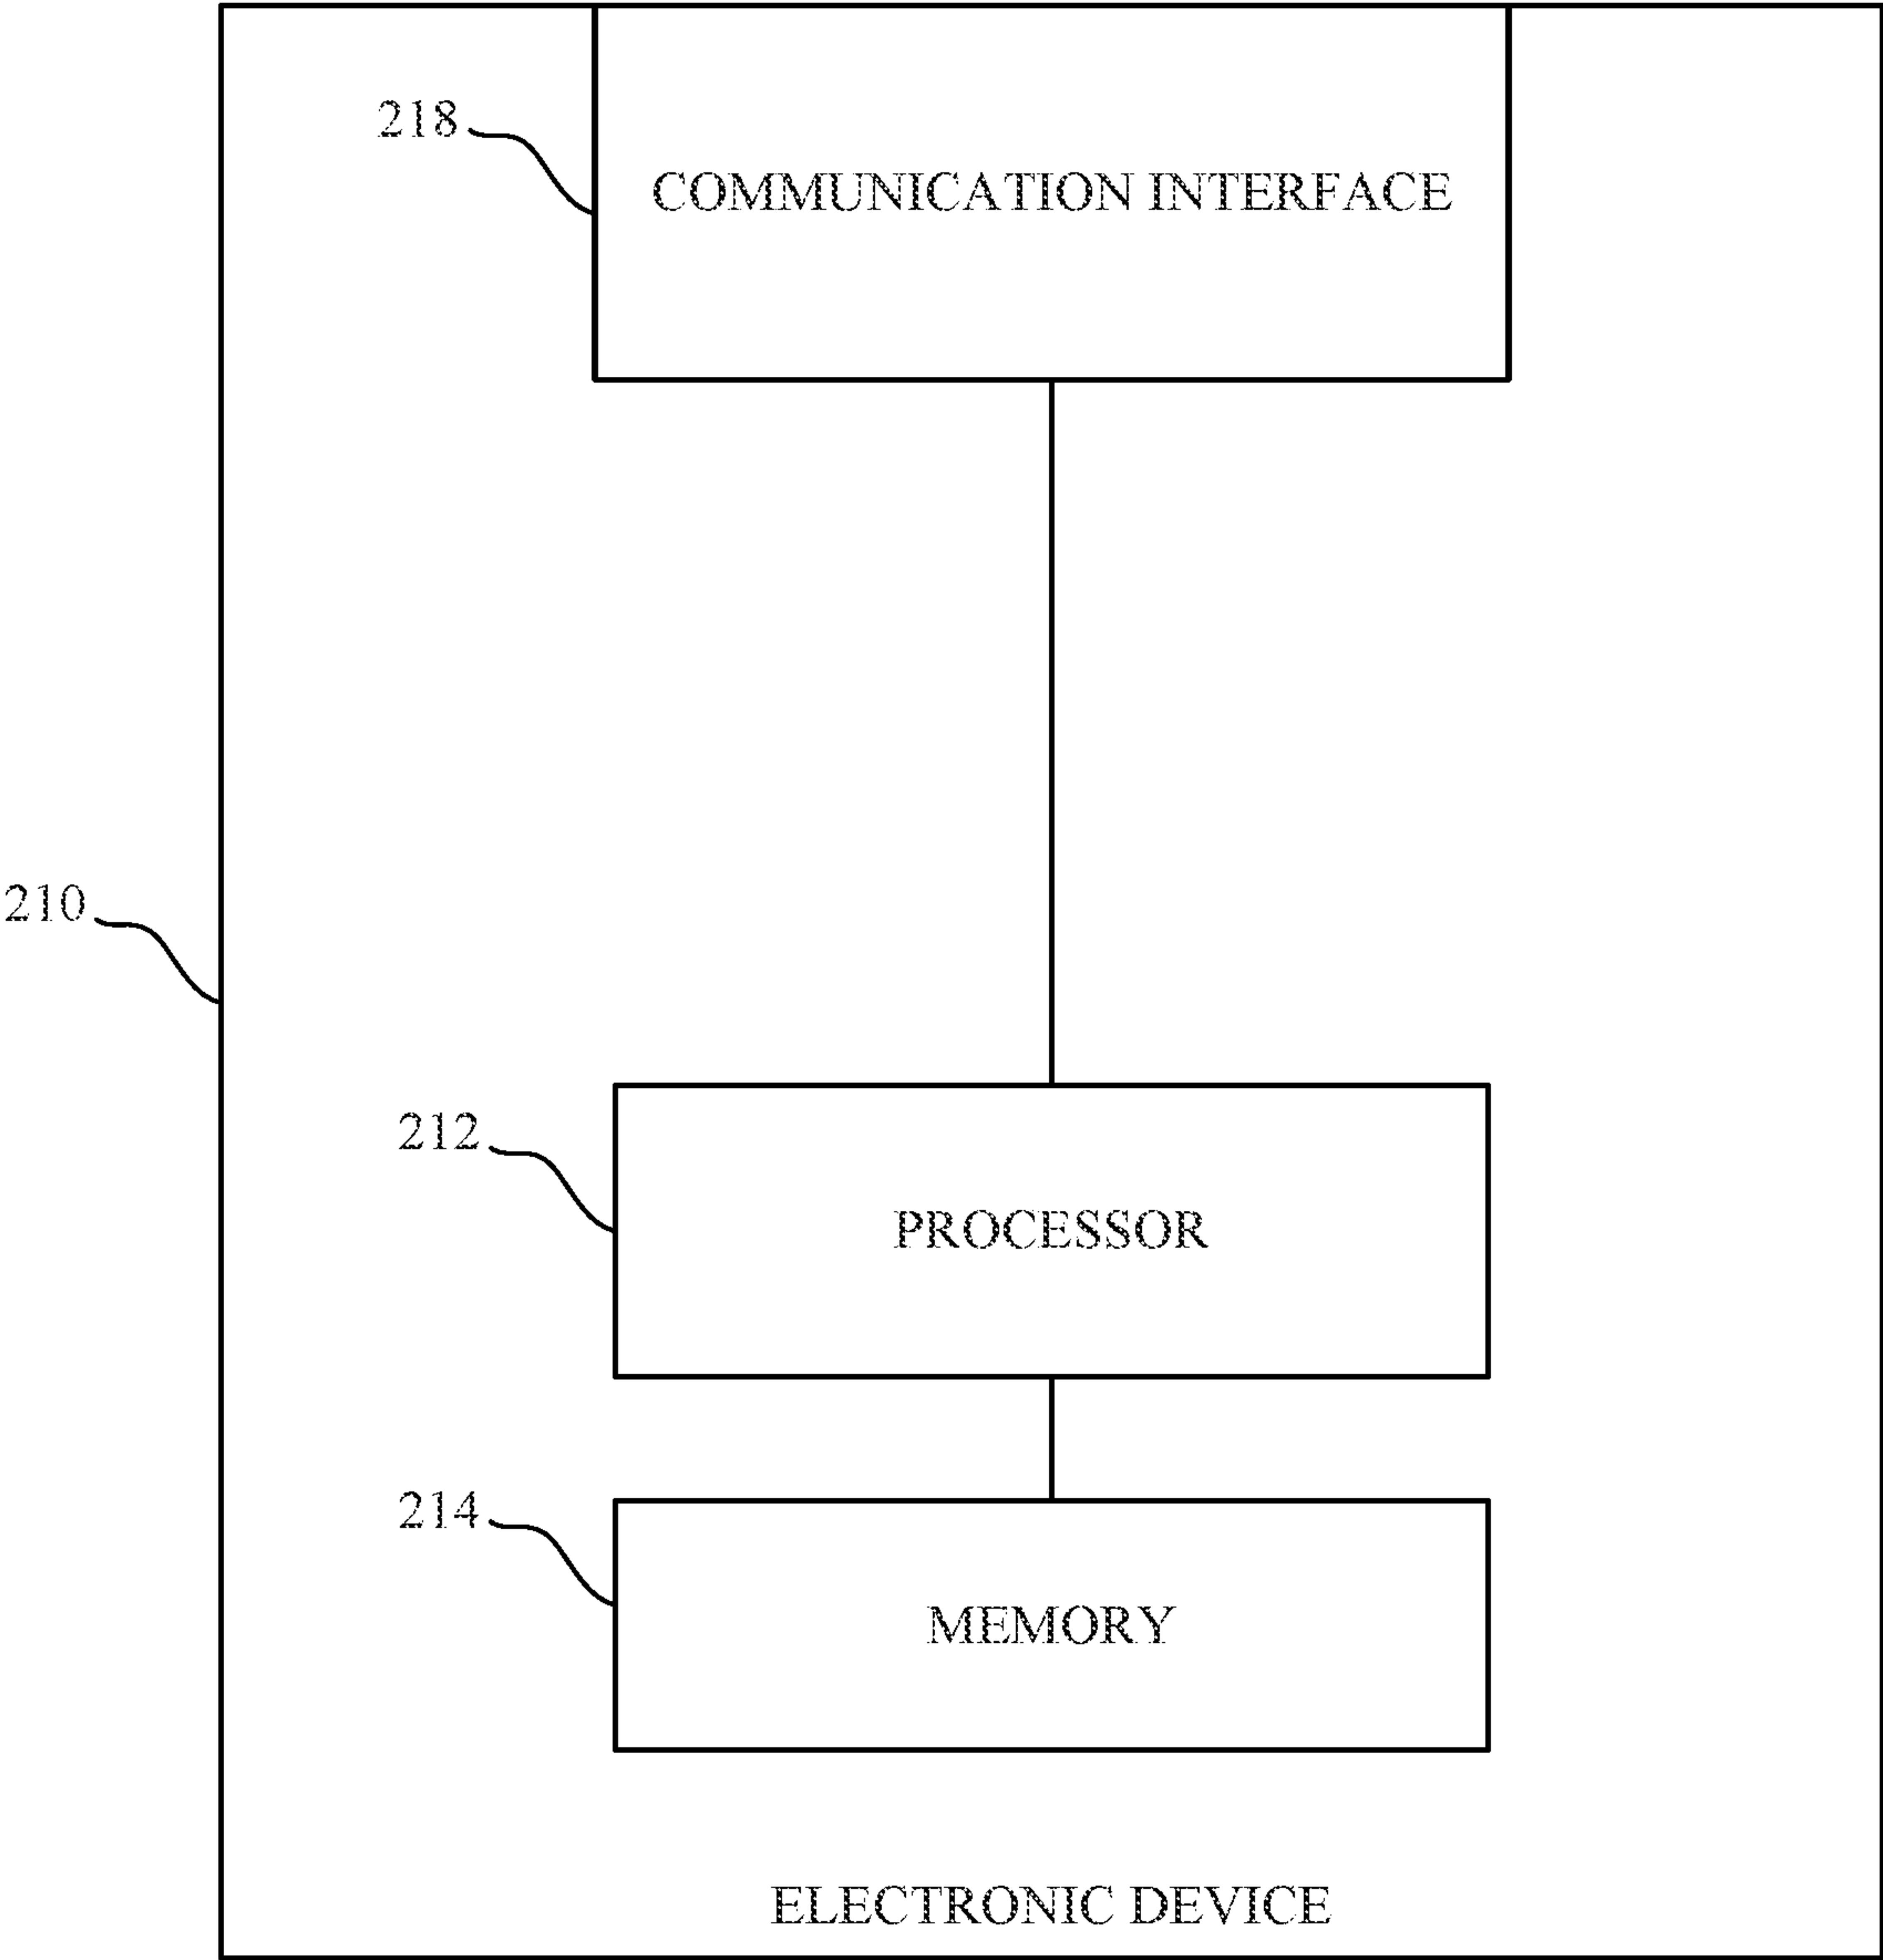 218
COMMUNICATION INTERFACE
210
212
PROCESSOR
214
MEMORY
ELECTRONIC DEVICE